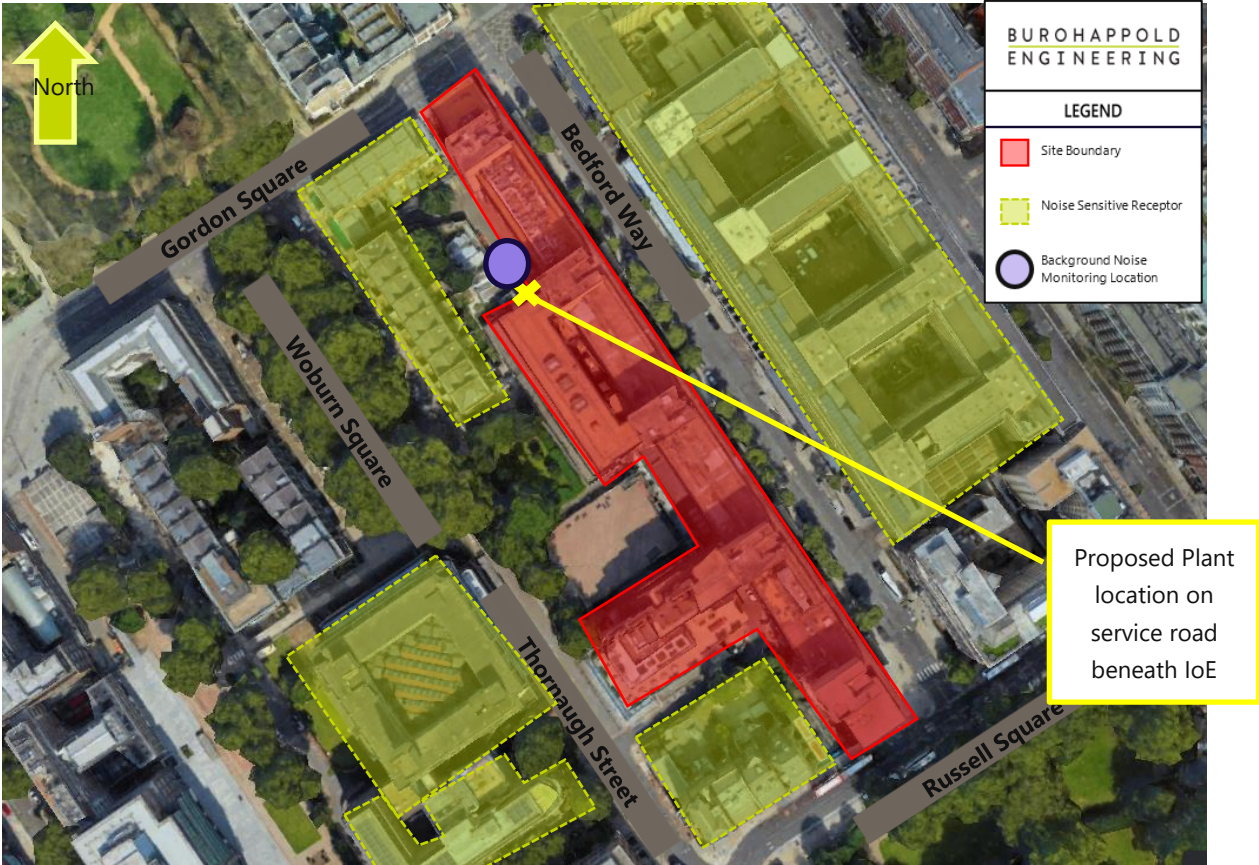 North
BUROHAPPOLD
ENGINEERING
LEGEND
Site Boundary
Noise Sensitive Receptor
Background Noise
Monitoring Location
Bedford Way
Gordon Square
Woburn Square
Thornaugh Street
Russell Square
Proposed Plant
location on
service road
beneath IoE